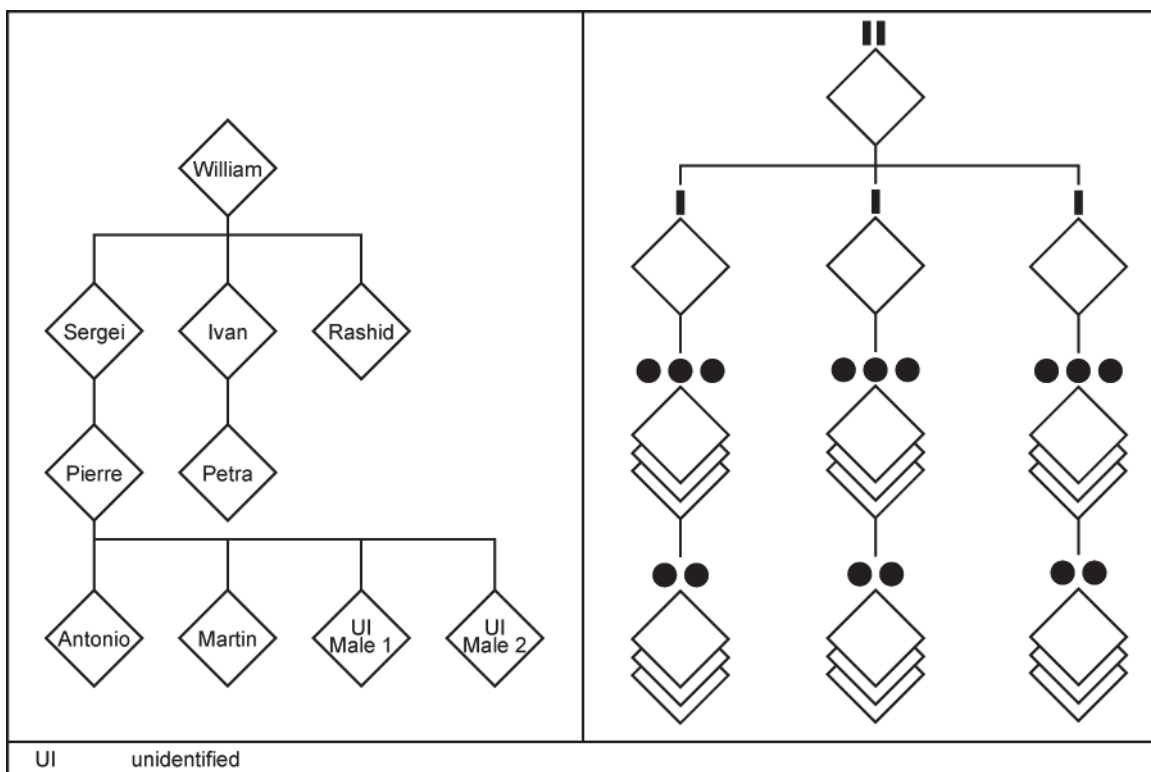 William
Sergei
Ivan
Rashid
Pierre
Petra
Antonio
Martin
UI
Male 1
UI
Male 2
UI unidentified